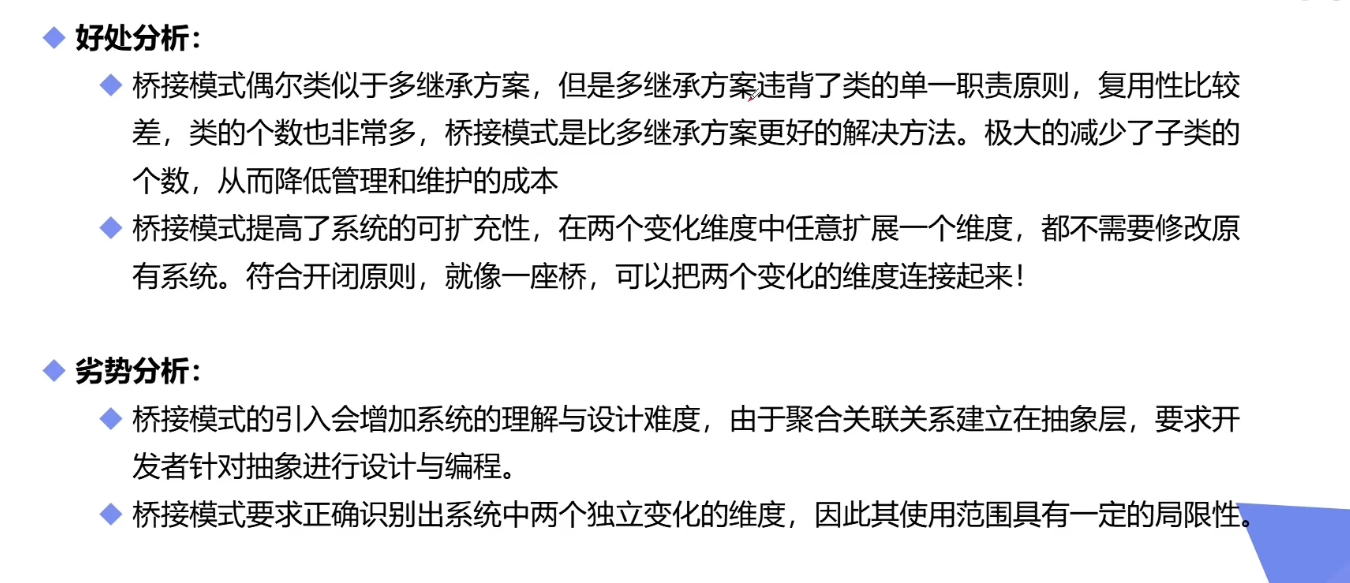 好处分析：
桥接模式偶尔类似于多继承方案，但是多继承方案违背了类的单一职责原则，复用性比较
差，类的个数也非常多，桥接模式是比多继承方案更好的解决方法。极大的减少了子类的
个数，从而降低管理和维护的成本
桥接模式提高了系统的可扩充性，在两个变化维度中任意扩展一个维度，都不需要修改原
有系统。符合开闭原则，就像一座桥，可以把两个变化的维度连接起来！
劣势分析：
桥接模式的引入会增加系统的理解与设计难度，由于聚合关联关系建立在抽象层，要求开
发者针对抽象进行设计与编程。
桥接模式要求正确识别出系统中两个独立变化的维度，因此其使用范围具有一定的局限性。